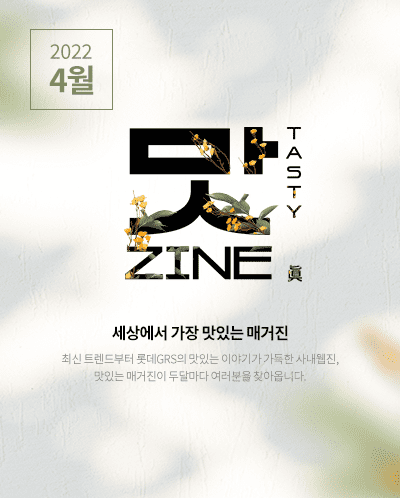 2022
4월
맛
TASTY
ZINE
眞
세상에서 가장 맛있는 매거진
최신 트렌드부터 롯데GRS의 맛있는 이야기가 가득한 사내웹진,
맛있는 매거진이 두달마다 여러분을 찾아옵니다.